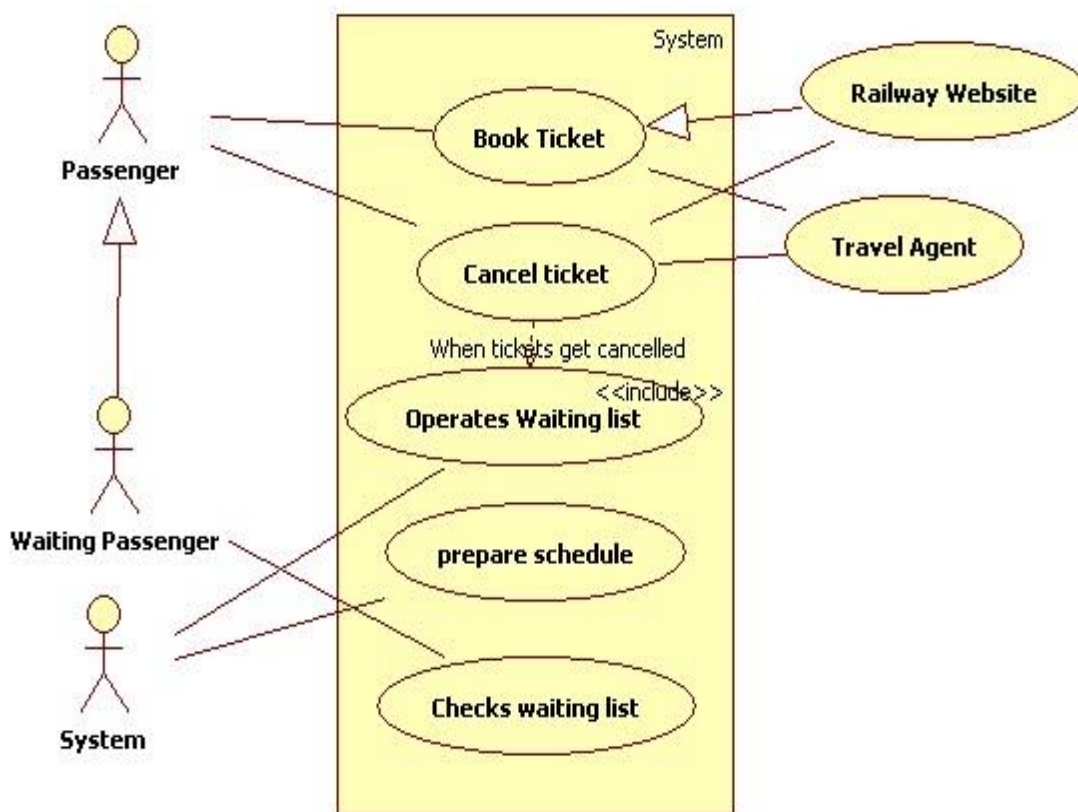 System
Railway Website
Book Ticket
Passenger
Travel Agent
Cancel ticket
When tickets get cancelled
<<include>>
Operates Waiting list
Waiting Passenger
prepare schedule
Checks waiting list
System